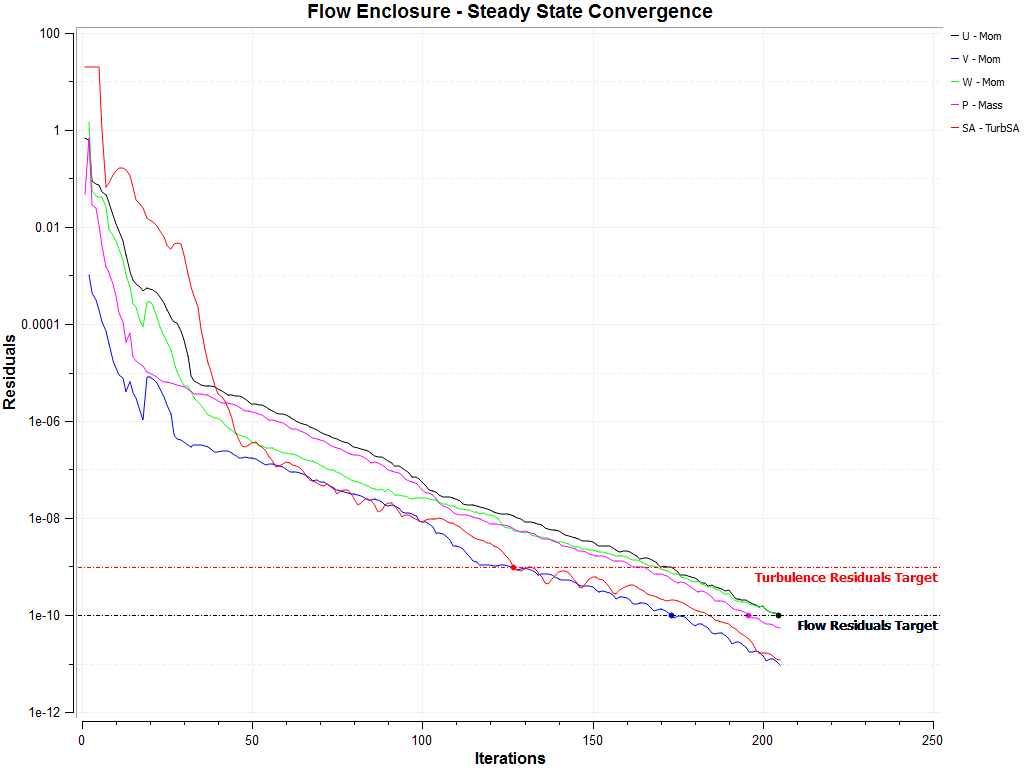 Flow Enclosure - Steady State Convergence
100
1
0.01
0.0001
1e-06
1e-08
1e-10
1e-12
Residuals
U - Mom
V - Mom
W - Mom
P - Mass
SA - TurbSA
Turbulence Residuals Target
Flow Residuals Target
0 50 100 150 200 250
Iterations